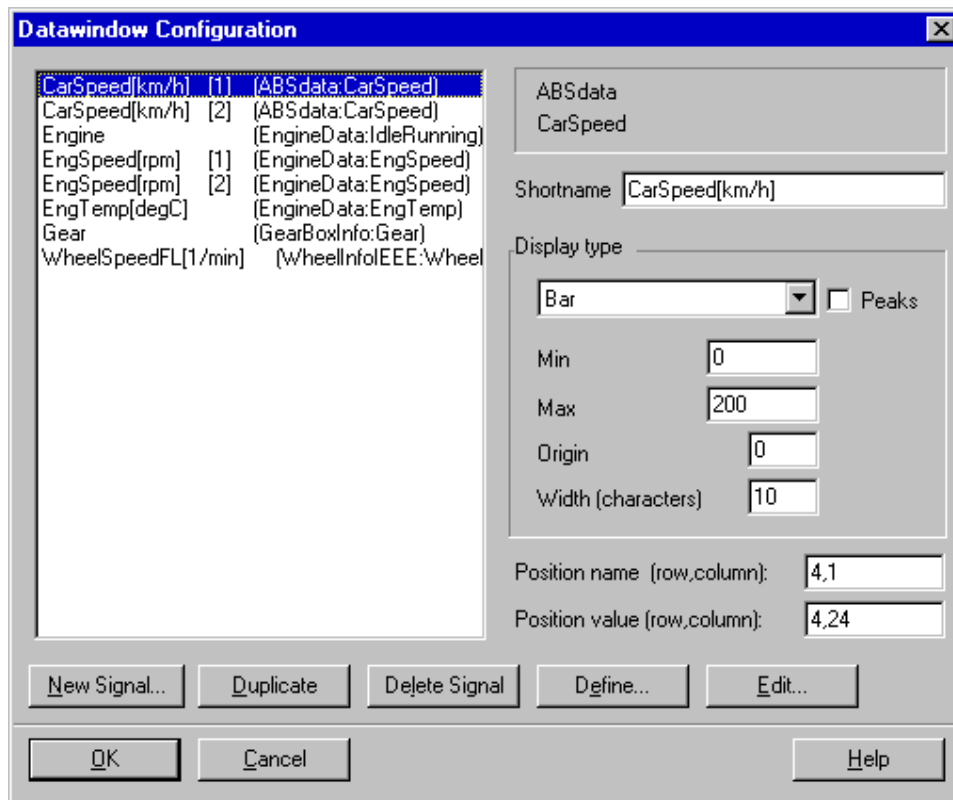 Datawindow Configuration
CarSpeed[km/h] [1] (ABSdata:CarSpeed)
CarSpeed[km/h] [2] (ABSdata:CarSpeed)
Engine (EngineData:IdleRunning)
EngSpeed[rpm] [1] (EngineData:EngSpeed)
EngSpeed[rpm] [2] (EngineData:EngSpeed)
EngTemp[degC] (EngineData:EngTemp)
Gear (GearBoxInfo:Gear)
WheelSpeedFL[1/min] (WheelInfoIEEE:Wheel
ABSdata
CarSpeed
Shortname CarSpeed[km/h]
Display type
Bar Peaks
Min 0
Max 200
Origin 0
Width (characters) 10
Position name (row,column): 4,1
Position value (row,column): 4,24
New Signal... Duplicate Delete Signal Define... Edit...
OK Cancel Help